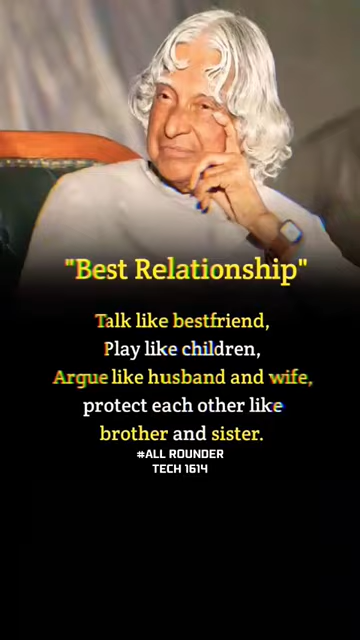 "Best Relationship"
Talk like bestfriend,
Play like children,
Argue like husband and wife,
protect each other like
brother and sister.
#ALL ROUNDER
TECH 1614